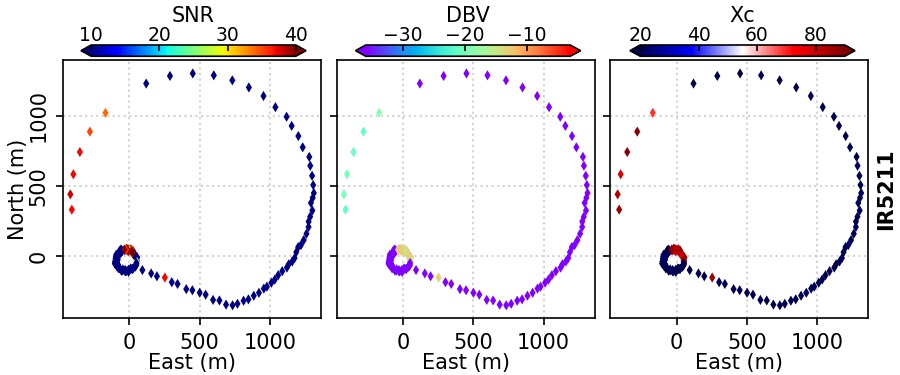 SNR DBV Xc
10 20 30 40 −30 −20 −10 20 40 60 80
North (m)
1000
500
0
0 500 1000 0 500 1000 0 500 1000
East (m) East (m) East (m)
IR5211